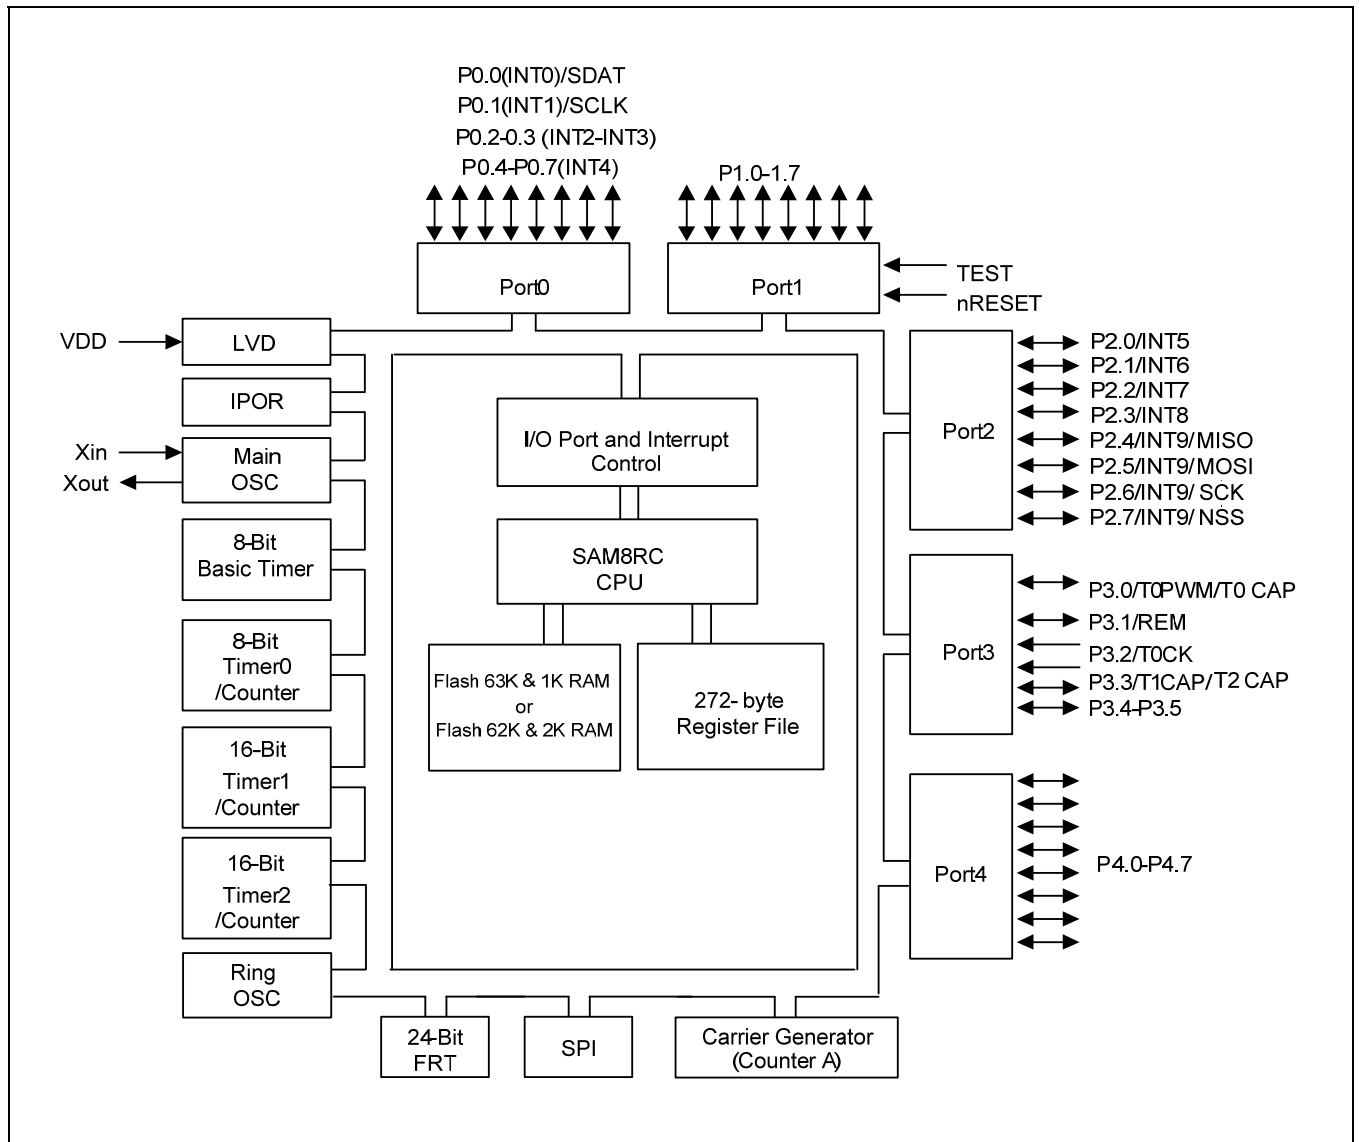 P0.0(INT0)/SDAT
P0.1(INT1)/SCLK
P0.2-0.3 (INT2-INT3)
P0.4-P0.7(INT4)
P1.0-1.7
Port0
Port1
TEST
nRESET
VDD
LVD
IPOR
Xin
Xout
Main
OSC
8-Bit
Basic Timer
8-Bit
Timer0
/Counter
16-Bit
Timer1
/Counter
16-Bit
Timer2
/Counter
Ring
OSC
I/O Port and Interrupt
Control
SAM8RC
CPU
Flash 63K & 1K RAM
or
Flash 62K & 2K RAM
272- byte
Register File
Port2
P2.0/INT5
P2.1/INT6
P2.2/INT7
P2.3/INT8
P2.4/INT9/MISO
P2.5/INT9/MOSI
P2.6/INT9/ SCK
P2.7/INT9/ NSS
Port3
P3.0/T0PWM/T0 CAP
P3.1/REM
P3.2/T0CK
P3.3/T1CAP/T2 CAP
P3.4-P3.5
Port4
P4.0-P4.7
24-Bit
FRT
SPI
Carrier Generator
(Counter A)